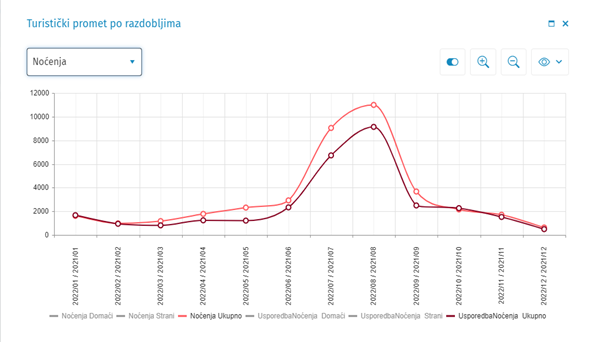 Turistički promet po razdobljima
Noćenja
12000
10000
8000
6000
4000
2000
0
2022/01 / 2021/01
2022/02 / 2021/02
2022/03 / 2021/03
2022/04 / 2021/04
2022/05 / 2021/05
2022/06 / 2021/06
2022/07 / 2021/07
2022/08 / 2021/08
2022/09 / 2021/09
2022/10 / 2021/10
2022/11 / 2021/11
2022/12 / 2021/12
Noćenja Domaći Noćenja Strani Noćenja Ukupno UsporedbaNoćenja Domaći UsporedbaNoćenja Strani UsporedbaNoćenja Ukupno